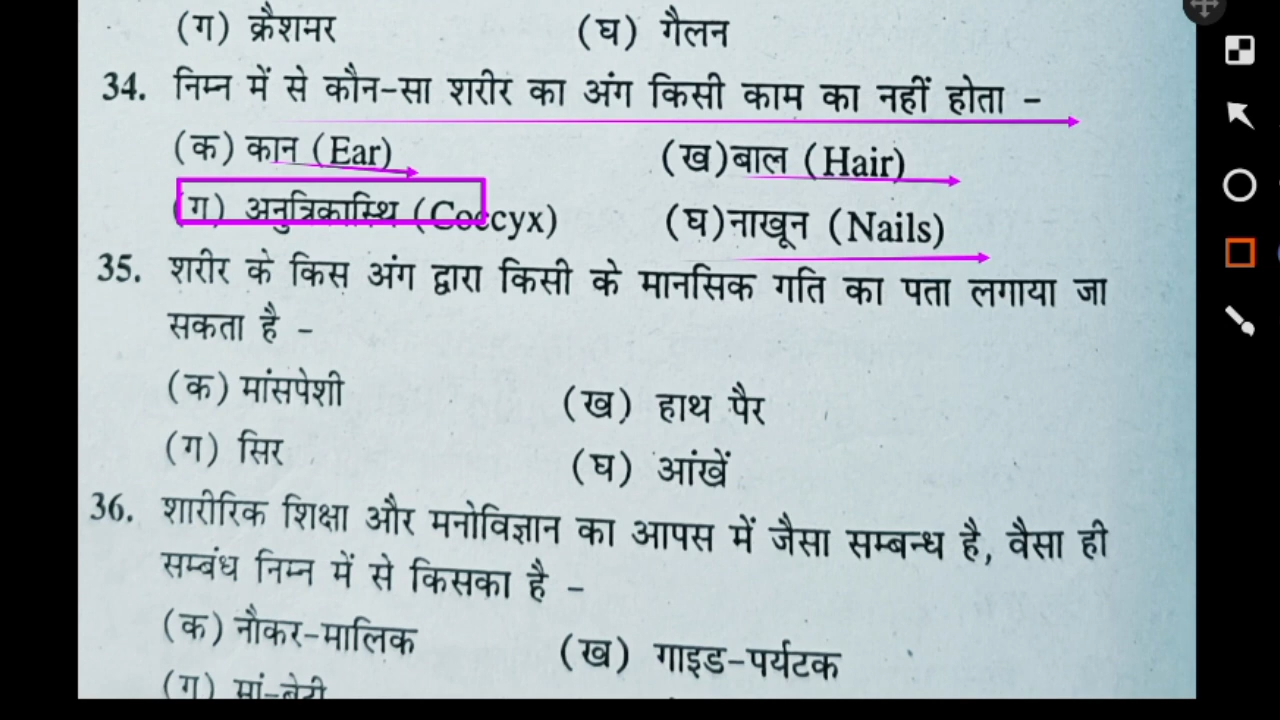 (ग) क्रैशमर (घ) गैलन
34. निम्न में से कौन-सा शरीर का अंग किसी काम का नहीं होता -
(क) कान (Ear) (ख) बाल (Hair)
(ग) अनुत्रिकास्थि (Coccyx) (घ) नाखून (Nails)
35. शरीर के किस अंग द्वारा किसी के मानसिक गति का पता लगाया जा
सकता है -
(क) मांसपेशी (ख) हाथ पैर
(ग) सिर (घ) आंखें
36. शारीरिक शिक्षा और मनोविज्ञान का आपस में जैसा सम्बन्ध है, वैसा ही
सम्बंध निम्न में से किसका है -
(क) नौकर-मालिक (ख) गाइड-पर्यटक
(ग) मां-बेटी